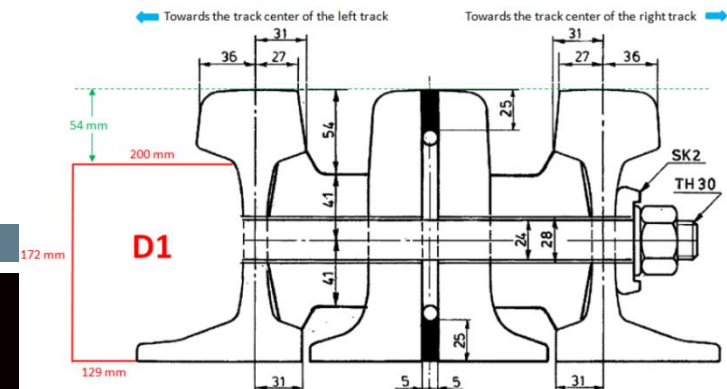 Towards the track center of the left track
Towards the track center of the right track
31
31
36
27
27
36
54 mm
54
25
200 mm
SK2
TH 30
41
D1
172 mm
24
28
41
25
129 mm
31
5
5
31